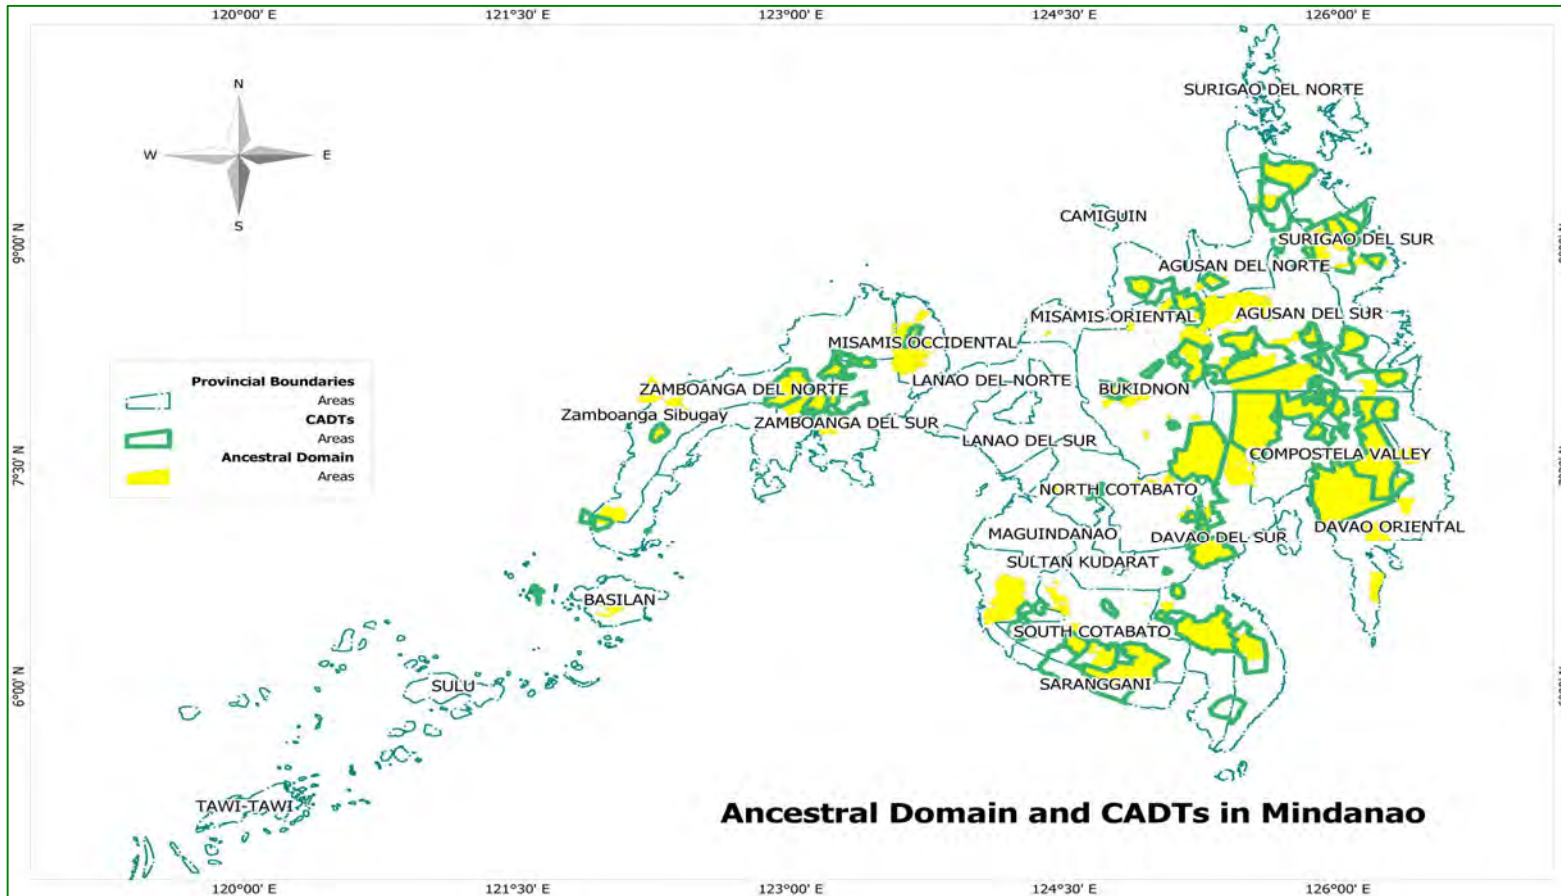 120°00' E 121°30' E 123°00' E 124°30' E 126°00' E
N
W E
S
SURIGAO DEL NORTE
CAMIGUIN
SURIGAO DEL SUR
9°00' N
AGUSAN DEL NORTE
MISAMIS ORIENTAL
AGUSAN DEL SUR
MISAMIS OCCIDENTAL
LANAO DEL NORTE
ZAMBOANGA DEL NORTE
BUKIDNON
Zamboanga Sibugay
ZAMBOANGA DEL SUR
LANAO DEL SUR
COMPOSTELA VALLEY
Provincial Boundaries
Areas
CADTs
Areas
Ancestral Domain
Areas
7°30' N
NORTH COTABATO
DAVAO ORIENTAL
MAGUINDANAO
DAVAO DEL SUR
SULTAN KUDARAT
BASILAN
SOUTH COTABATO
SARANGGANI
SULU
6°00' N
TAWI-TAWI
Ancestral Domain and CADTs in Mindanao
120°00' E 121°30' E 123°00' E 124°30' E 126°00' E